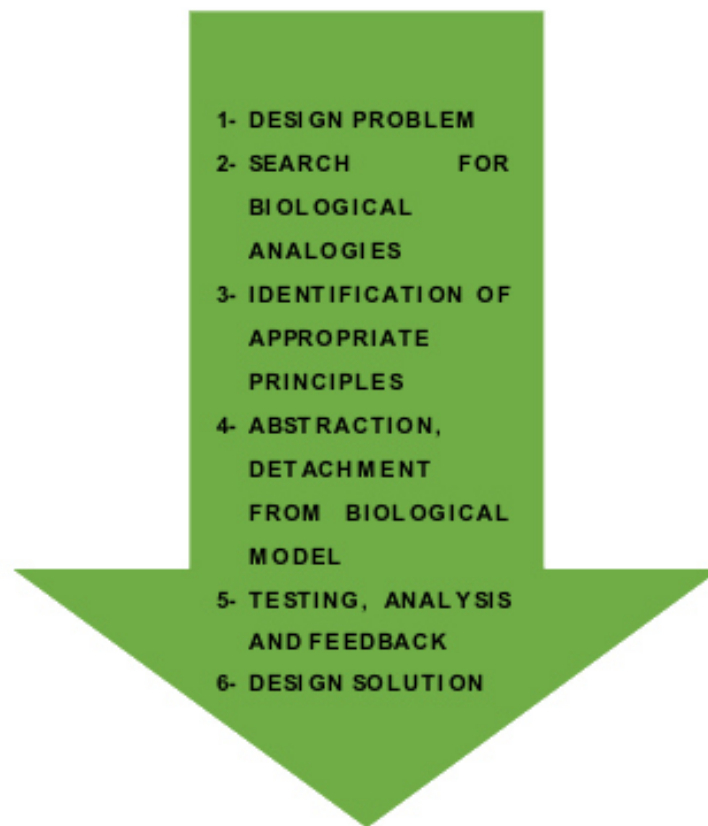 1- DESIGN PROBLEM
2- SEARCH FOR
BIOLOGICAL
ANALOGIES
3- IDENTIFICATION OF
APPROPRIATE
PRINCIPLES
4- ABSTRACTION,
DETACHMENT
FROM BIOLOGICAL
MODEL
5- TESTING, ANALYSIS
AND FEEDBACK
6- DESIGN SOLUTION